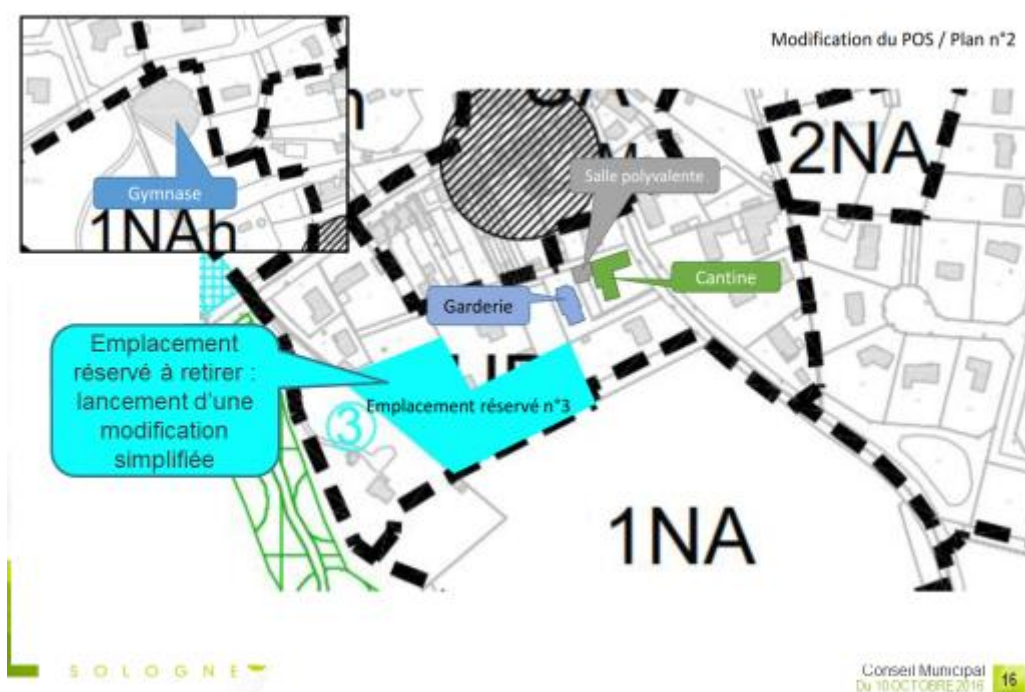 Modification du POS / Plan n°2
2NA
Salle polyvalente
Gymnase
1NAh
Cantine
Garderie
Emplacement
réservé à retirer :
lancement d'une
modification
simplifiée
Emplacement réservé n°3
3
1NA
SOLOGNE
Conseil Municipal
Du 10 OCTOBRE 2016
16